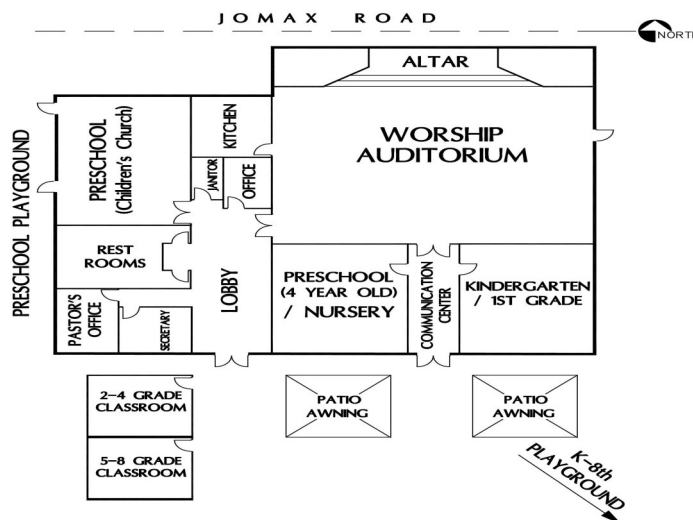 JOMAX ROAD
NORTH
ALTAR
WORSHIP
AUDITORIUM
KITCHEN
PRESCHOOL
(Children's Church)
PRESCHOOL PLAYGROUND
JANITOR
OFFICE
REST
ROOMS
LOBBY
PRESCHOOL
(4 YEAR OLD)
/ NURSERY
COMMUNICATION
CENTER
KINDERGARTEN
/ 1ST GRADE
PASTOR'S
OFFICE
SECRETARY
2-4 GRADE
CLASSROOM
PATIO
AWNING
PATIO
AWNING
5-8 GRADE
CLASSROOM
K-8th
PLAYGROUND